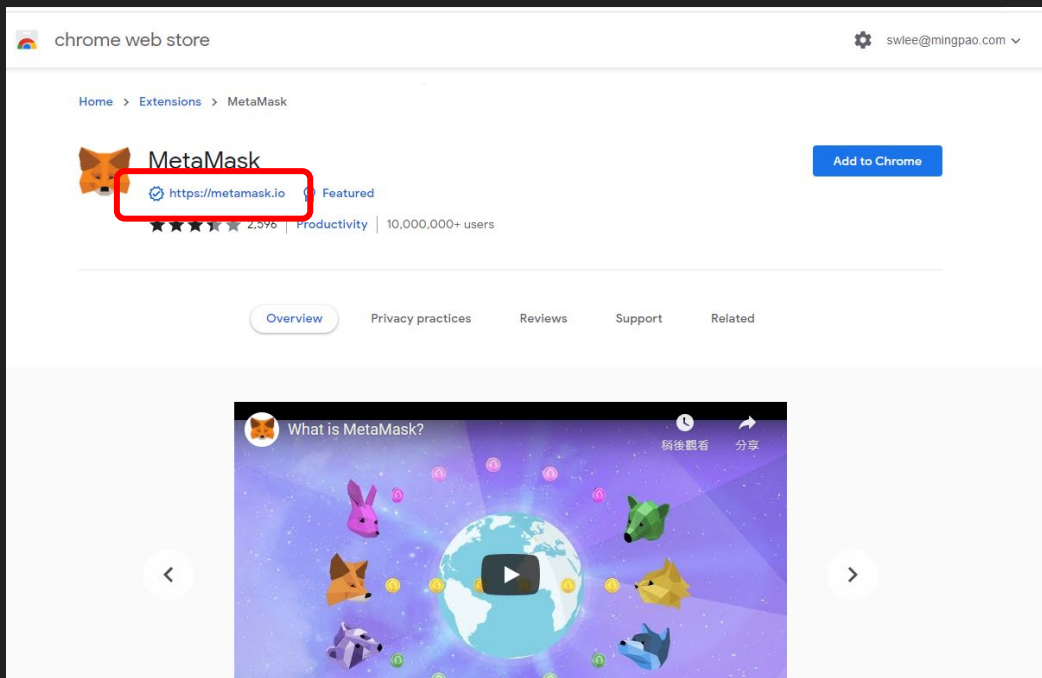 chrome web store
swlee@mingpao.com
Home > Extensions > MetaMask
MetaMask
Add to Chrome
https://metamask.io Featured
2,596 | Productivity | 10,000,000+ users
Overview Privacy practices Reviews Support Related
What is MetaMask?
稍後觀看 分享